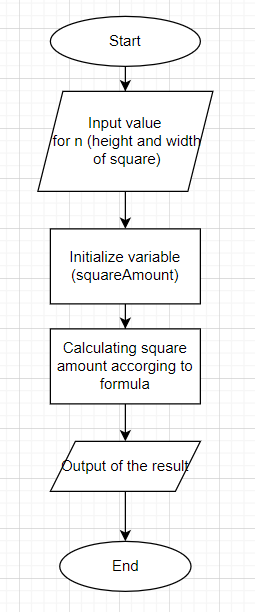 Start
Input value
for n (height and width
of square)
Initialize variable
(squareAmount)
Calculating square
amount accorging to
formula
Output of the result
End